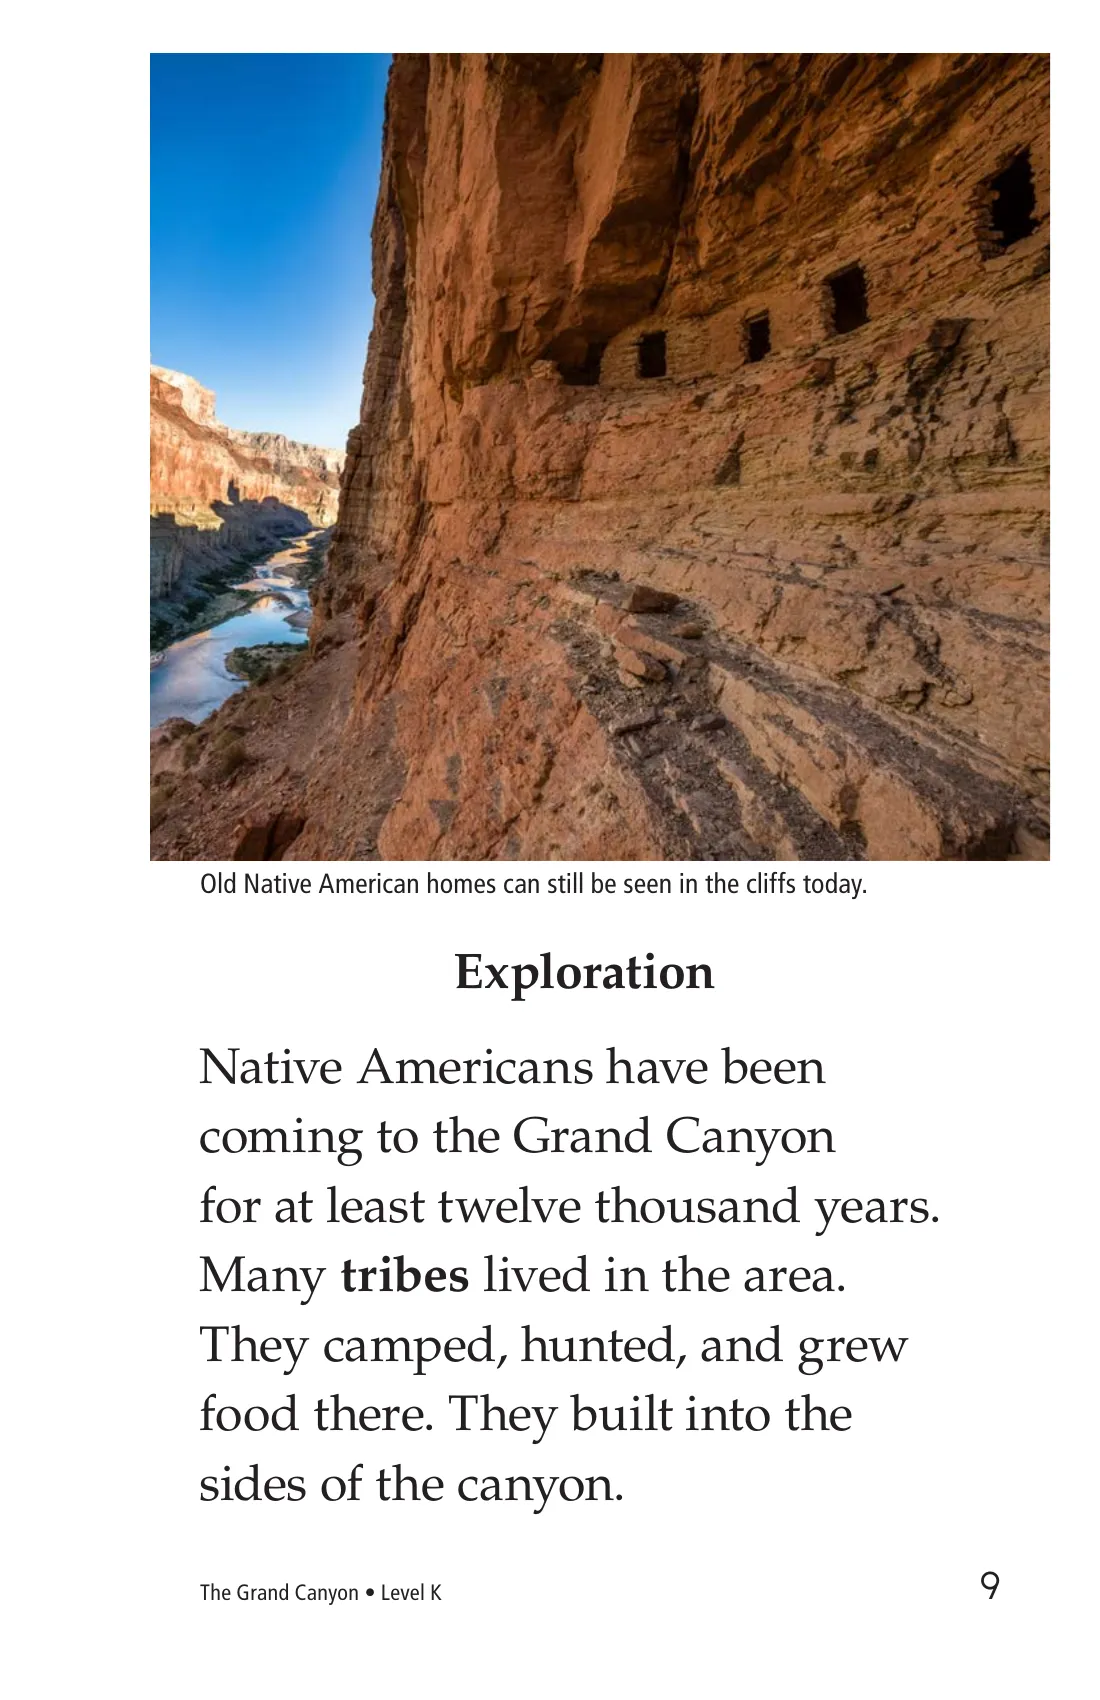 Old Native American homes can still be seen in the cliffs today.
Exploration
Native Americans have been
coming to the Grand Canyon
for at least twelve thousand years.
Many tribes lived in the area.
They camped, hunted, and grew
food there. They built into the
sides of the canyon.
The Grand Canyon • Level K
9